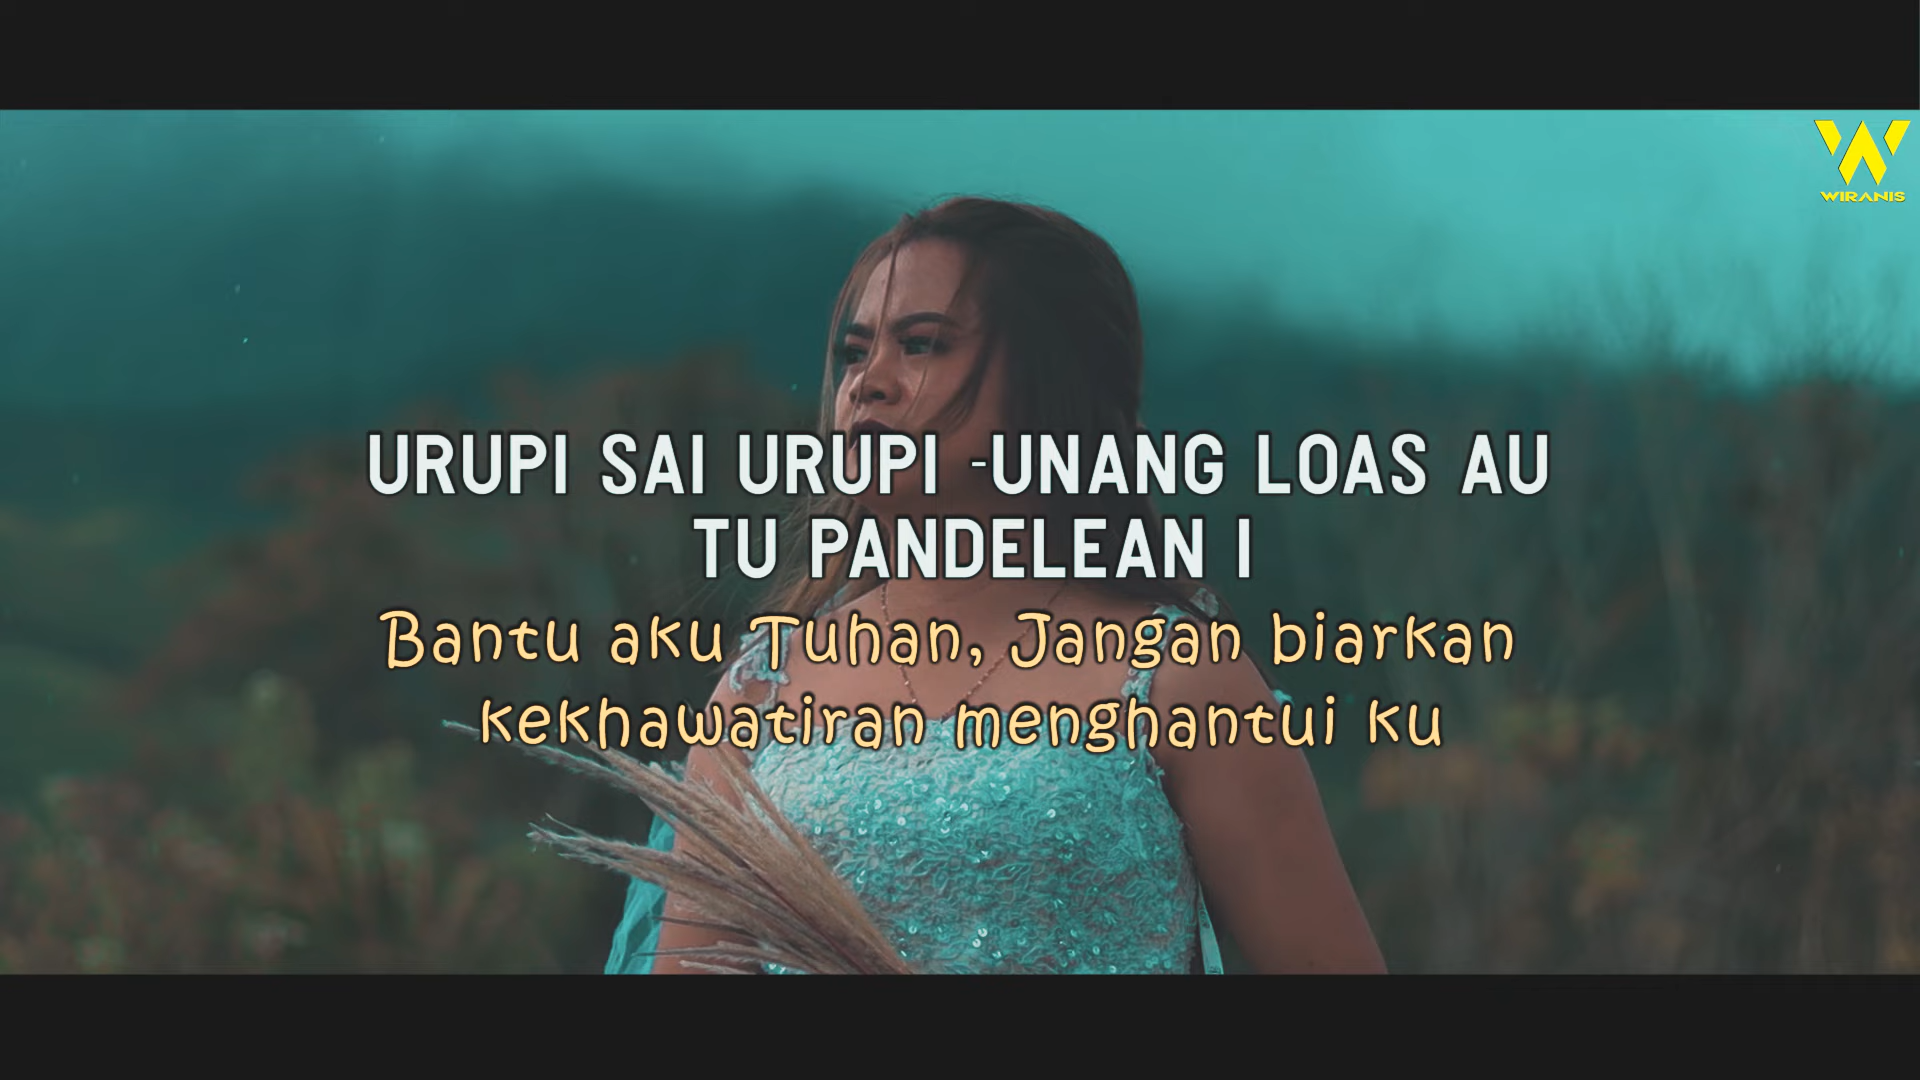 WIRANIS
URUPI SAI URUPI -UNANG LOAS AU
TU PANDELEAN I
Bantu aku Tuhan, Jangan biarkan
kekhawatiran menghantui ku